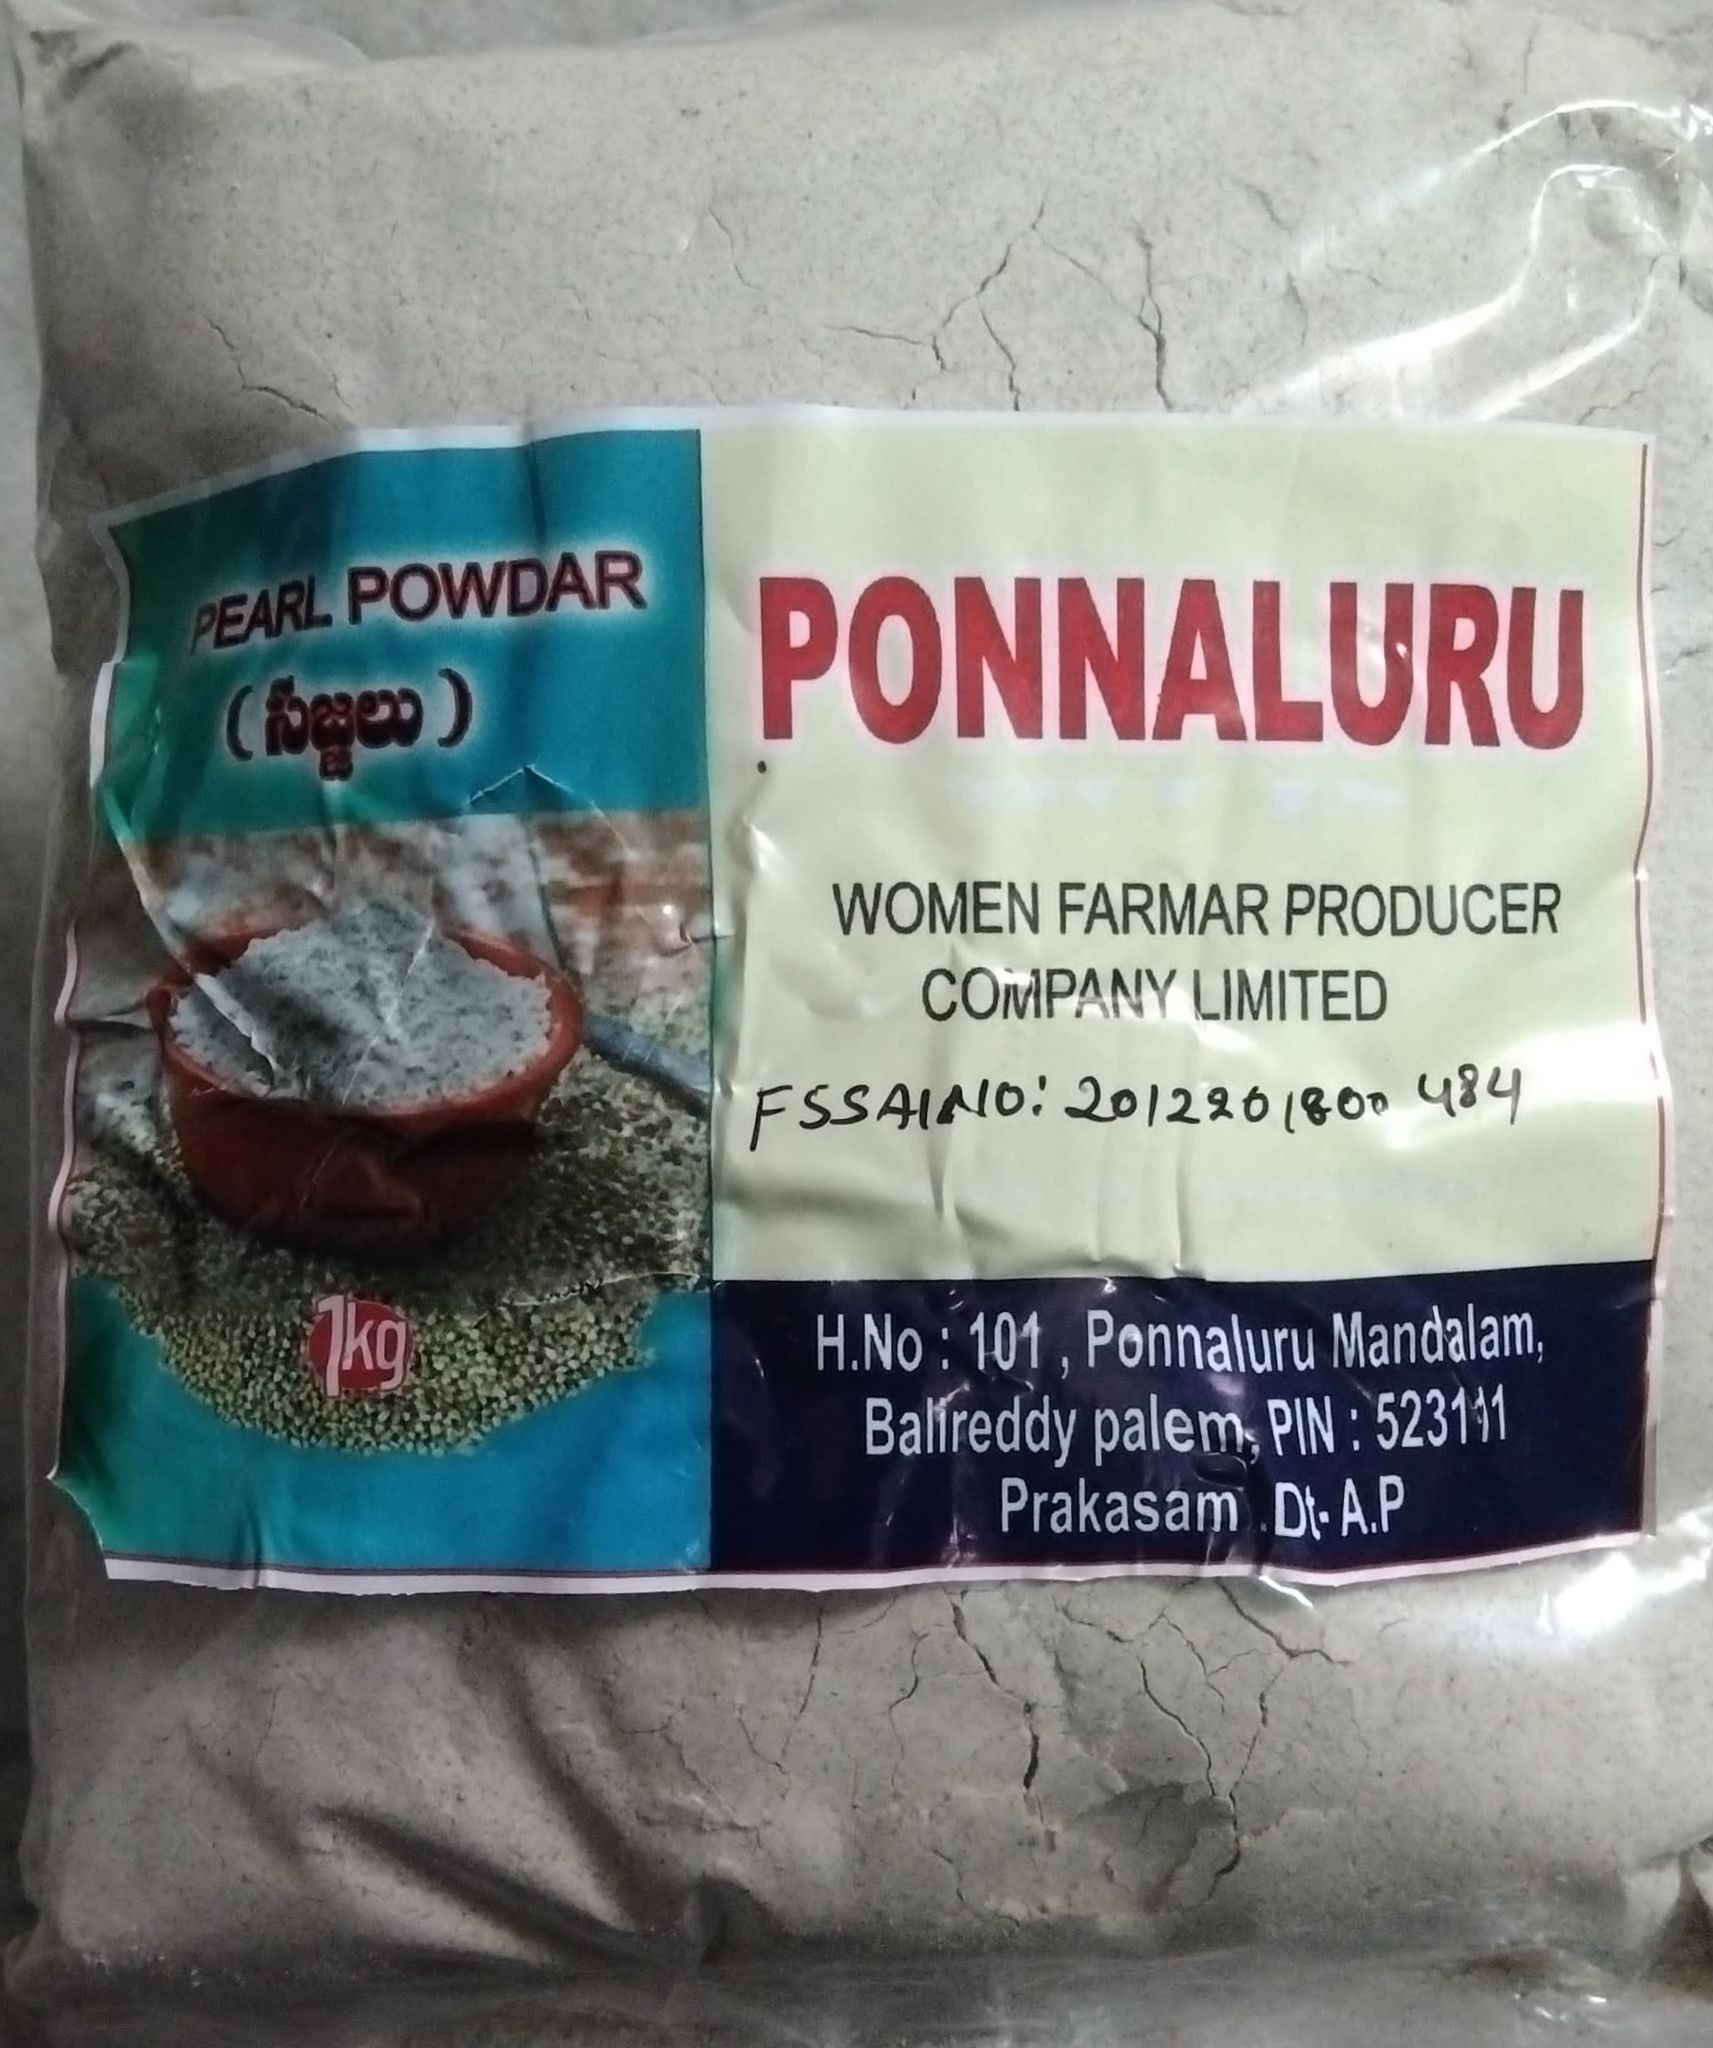 PEARL POWDAR
(సజ్జలు)
1kg
PONNALURU
WOMEN FARMAR PRODUCER
COMPANY LIMITED
FSSAI NO: 20122201800484
H.No : 101 , Ponnaluru Mandalam,
Balireddy palem, PIN : 523111
Prakasam . Dt- A.P